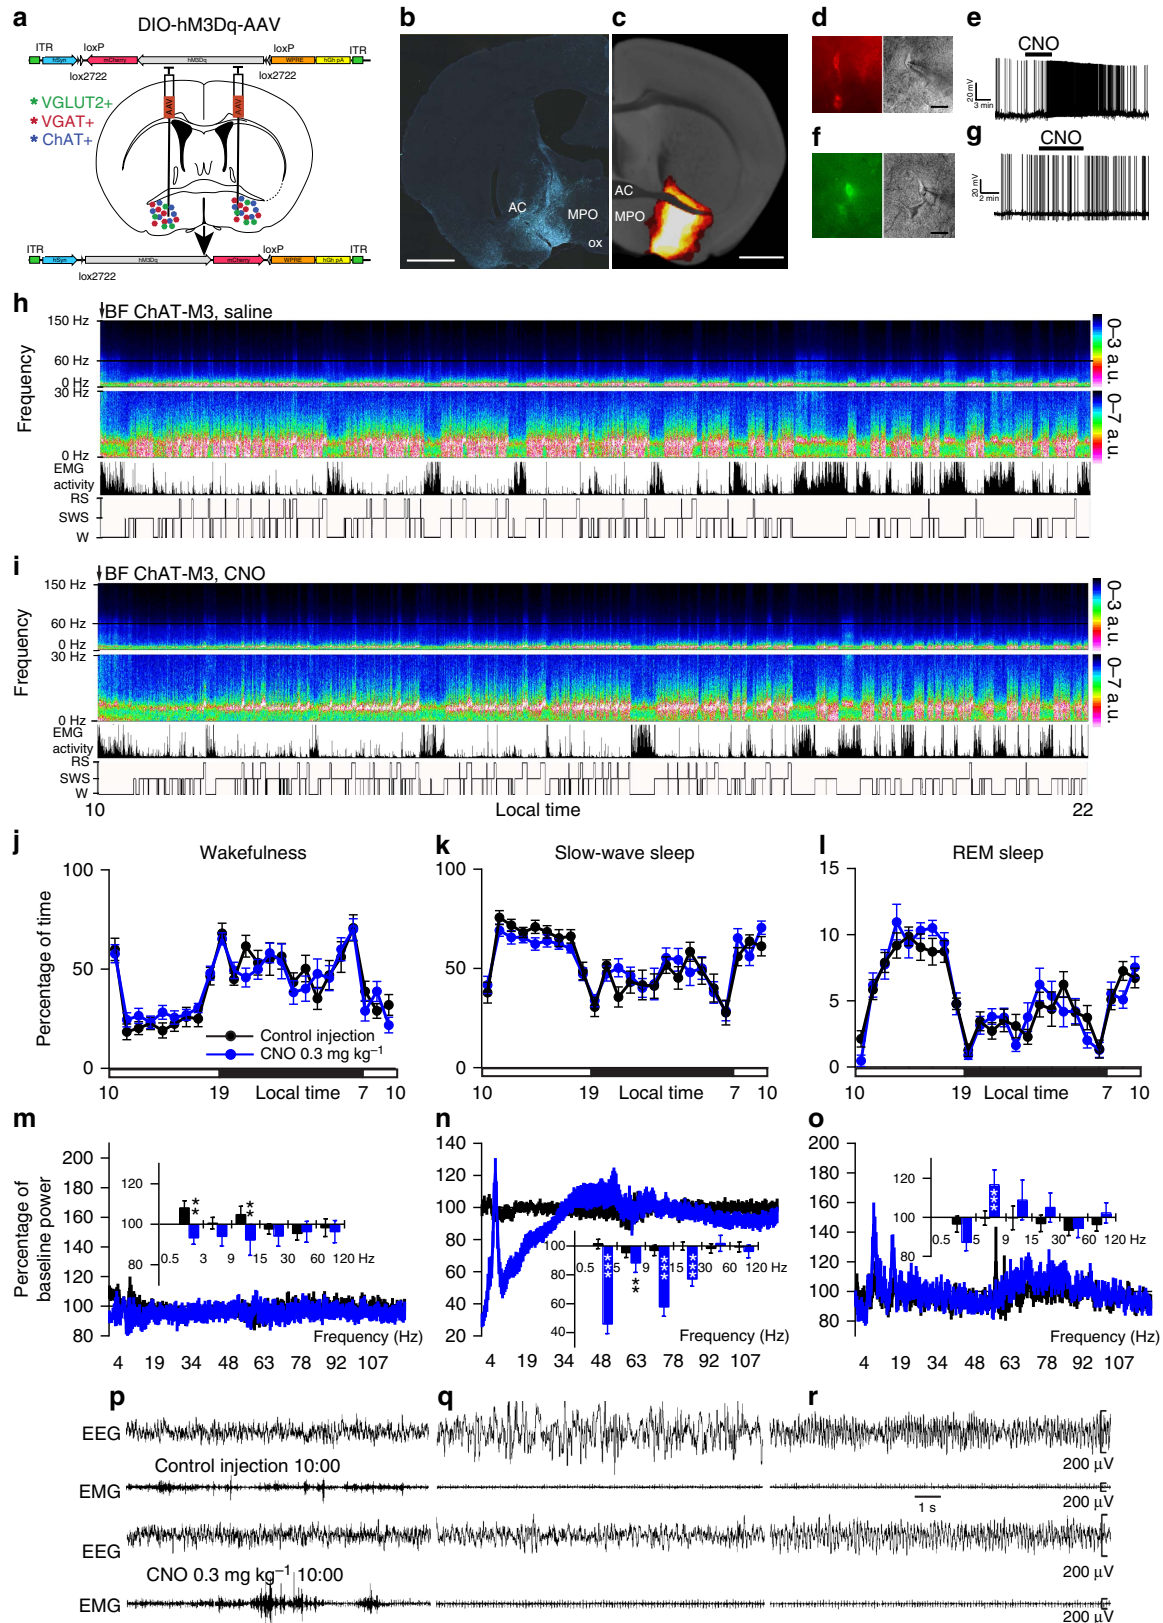 a
DIO-hM3Dq-AAV
ITR
loxP
loxP
ITR
hSyn
mCherry
hM3Dq
WPRE
hGh pA
lox2722
lox2722
* VGLUT2+
* VGAT+
* ChAT+
AAV
AAV
loxP
ITR
ITR
hSyn
hM3Dq
mCherry
WPRE
hGh pA
lox2722
b
AC
MPO
ox
c
AC
MPO
d
e
CNO
20 mV
3 min
f
g
CNO
20 mV
2 min
h
BF ChAT-M3, saline
150 Hz
60 Hz
0 Hz
30 Hz
0 Hz
Frequency
0–3 a.u.
0–7 a.u.
EMG
activity
RS
SWS
W
i
BF ChAT-M3, CNO
150 Hz
60 Hz
0 Hz
30 Hz
0 Hz
Frequency
0–3 a.u.
0–7 a.u.
EMG
activity
RS
SWS
W
10
Local time
22
j
Wakefulness
Percentage of time
100
50
0
Control injection
CNO 0.3 mg kg⁻¹
10
19
Local time
7
10
k
Slow-wave sleep
100
50
0
10
19
Local time
7
10
l
REM sleep
15
10
5
0
10
19
Local time
7
10
m
Percentage of
baseline power
200
180
160
140
120
100
80
120
100
80
**
**
0.5
3
9
15
30
60
120 Hz
Frequency (Hz)
4 19 34 48 63 78 92 107
n
140
120
100
80
60
40
20
100
80
60
40
***
**
***
***
0.5
3
9
15
30
60
120 Hz
Frequency (Hz)
4 19 34 48 63 78 92 107
o
200
180
160
140
120
100
80
120
100
80
***
0.5
3
9
15
30
60
120
Hz
Frequency (Hz)
4 19 34 48 63 78 92 107
p
q
r
EEG
200 µV
Control injection 10:00
EMG
200 µV
1 s
EEG
200 µV
CNO 0.3 mg kg⁻¹ 10:00
EMG
200 µV